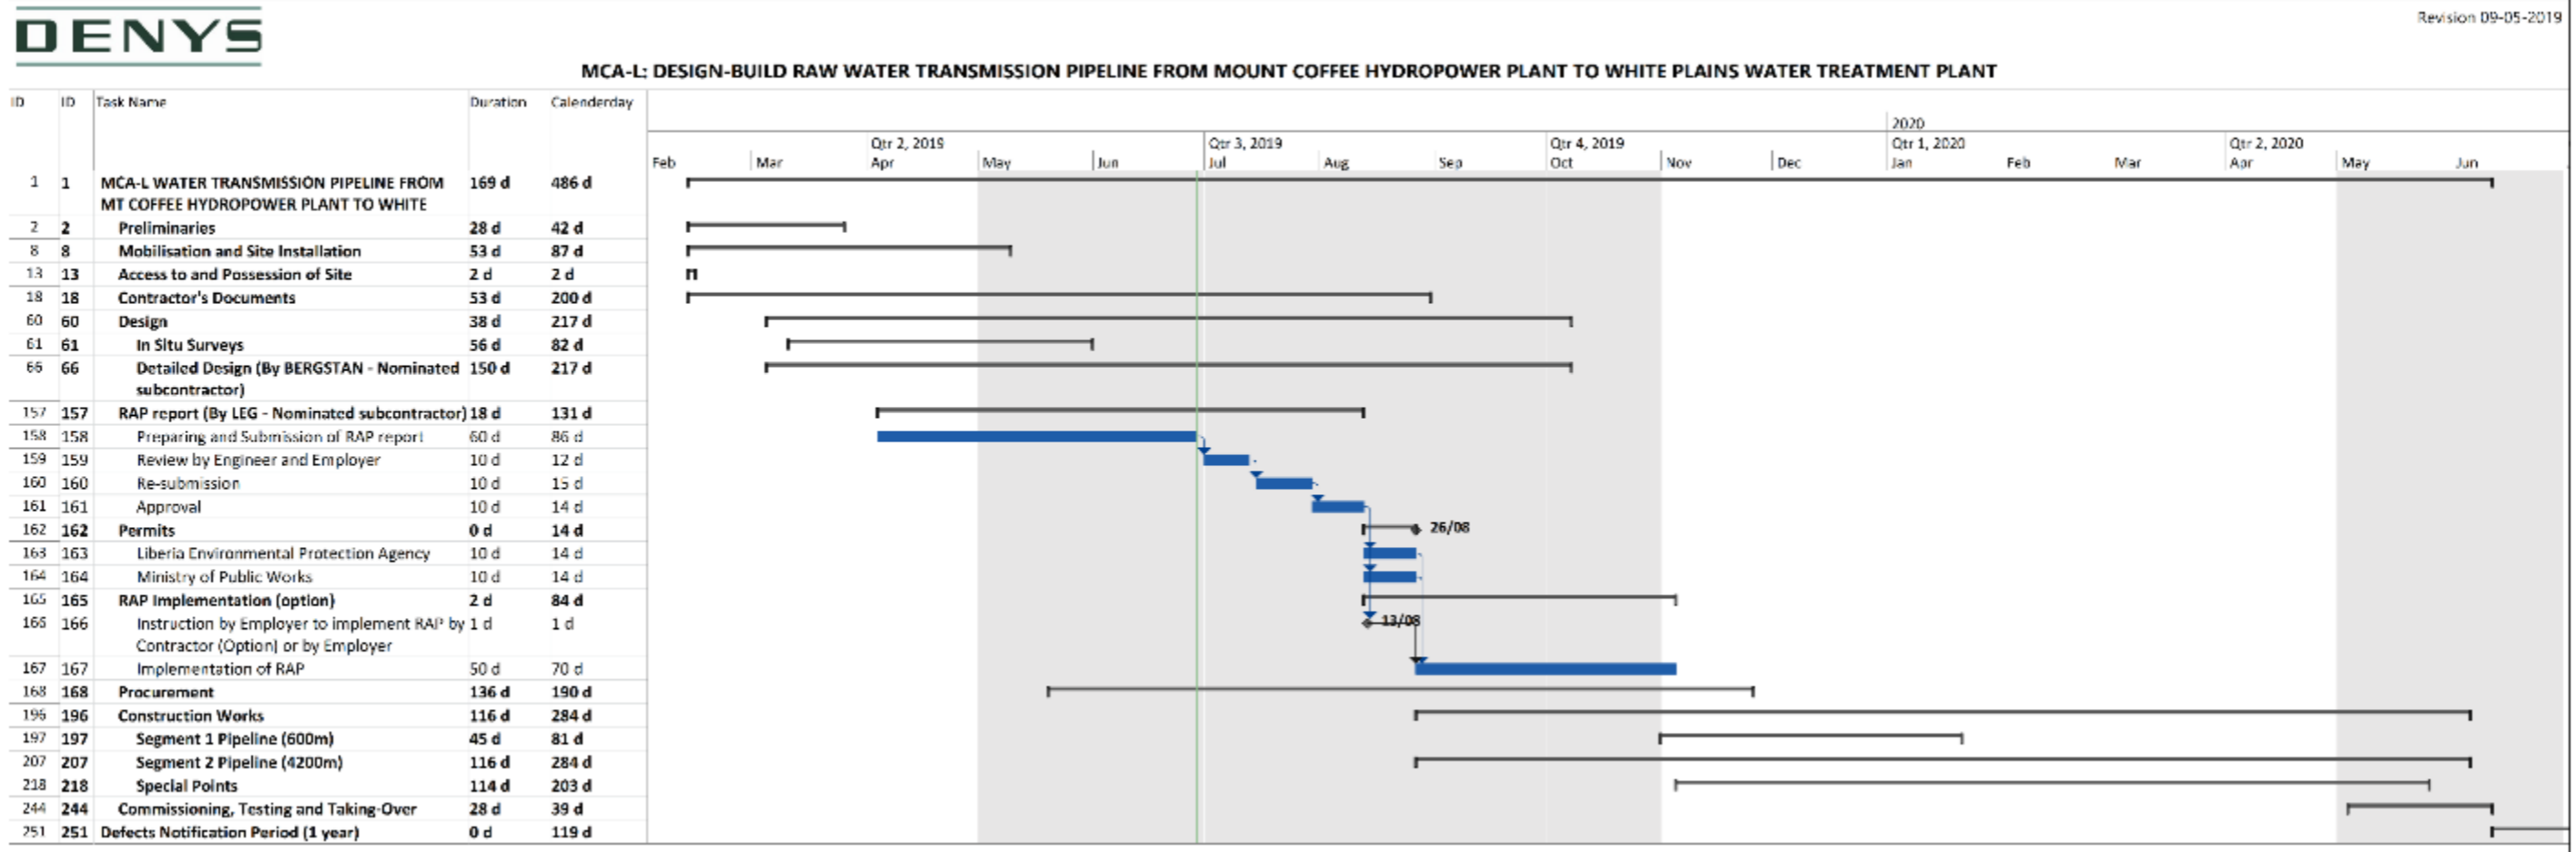 DENYS
Revision 09-05-2019
MCA-L: DESIGN-BUILD RAW WATER TRANSMISSION PIPELINE FROM MOUNT COFFEE HYDROPOWER PLANT TO WHITE PLAINS WATER TREATMENT PLANT
ID ID Task Name Duration Calenderday
2020
Qtr 2, 2019 Qtr 3, 2019 Qtr 4, 2019 Qtr 1, 2020 Qtr 2, 2020
Feb Mar Apr May Jun Jul Aug Sep Oct Nov Dec Jan Feb Mar Apr May Jun
1 1 MCA-L WATER TRANSMISSION PIPELINE FROM 169 d 486 d
MT COFFEE HYDROPOWER PLANT TO WHITE
2 2 Preliminaries 28 d 42 d
8 8 Mobilisation and Site Installation 53 d 87 d
13 13 Access to and Possession of Site 2 d 2 d
18 18 Contractor's Documents 53 d 200 d
60 60 Design 38 d 217 d
61 61 In Situ Surveys 56 d 82 d
66 66 Detailed Design (By BERGSTAN - Nominated 150 d 217 d
subcontractor)
157 157 RAP report (By LEG - Nominated subcontractor) 18 d 131 d
158 158 Preparing and Submission of RAP report 60 d 86 d
159 159 Review by Engineer and Employer 10 d 12 d
160 160 Re-submission 10 d 15 d
161 161 Approval 10 d 14 d
162 162 Permits 0 d 14 d 26/08
163 163 Liberia Environmental Protection Agency 10 d 14 d
164 164 Ministry of Public Works 10 d 14 d
165 165 RAP Implementation (option) 2 d 84 d
166 166 Instruction by Employer to implement RAP by 1 d 1 d 13/08
Contractor (Option) or by Employer
167 167 Implementation of RAP 50 d 70 d
168 168 Procurement 136 d 190 d
196 196 Construction Works 116 d 284 d
197 197 Segment 1 Pipeline (600m) 45 d 81 d
207 207 Segment 2 Pipeline (4200m) 116 d 284 d
218 218 Special Points 114 d 203 d
244 244 Commissioning, Testing and Taking-Over 28 d 39 d
251 251 Defects Notification Period (1 year) 0 d 119 d